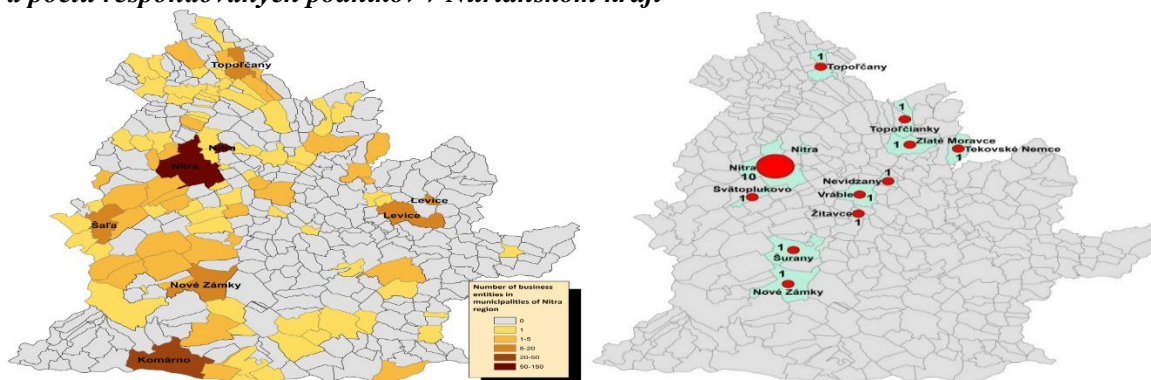 a počtu respondovaných podnikov v Nitrianskom kraji
Topoľčany
Nitra
Levice
Levice
Šaľa
Nové Zámky
Komárno
Number of business
entities in
municipalities of Nitra
region
0
1
1-5
6-20
20-50
50-150
1
Topoľčany
1
Topoľčianky
1
Zlaté Moravce
Tekovské Nemce
1
Nitra
Nitra
10
1
Nevidzany
Svätoplukovo
1
Vráble
1
Žitavce
1
1
Šurany
1
Nové Zámky